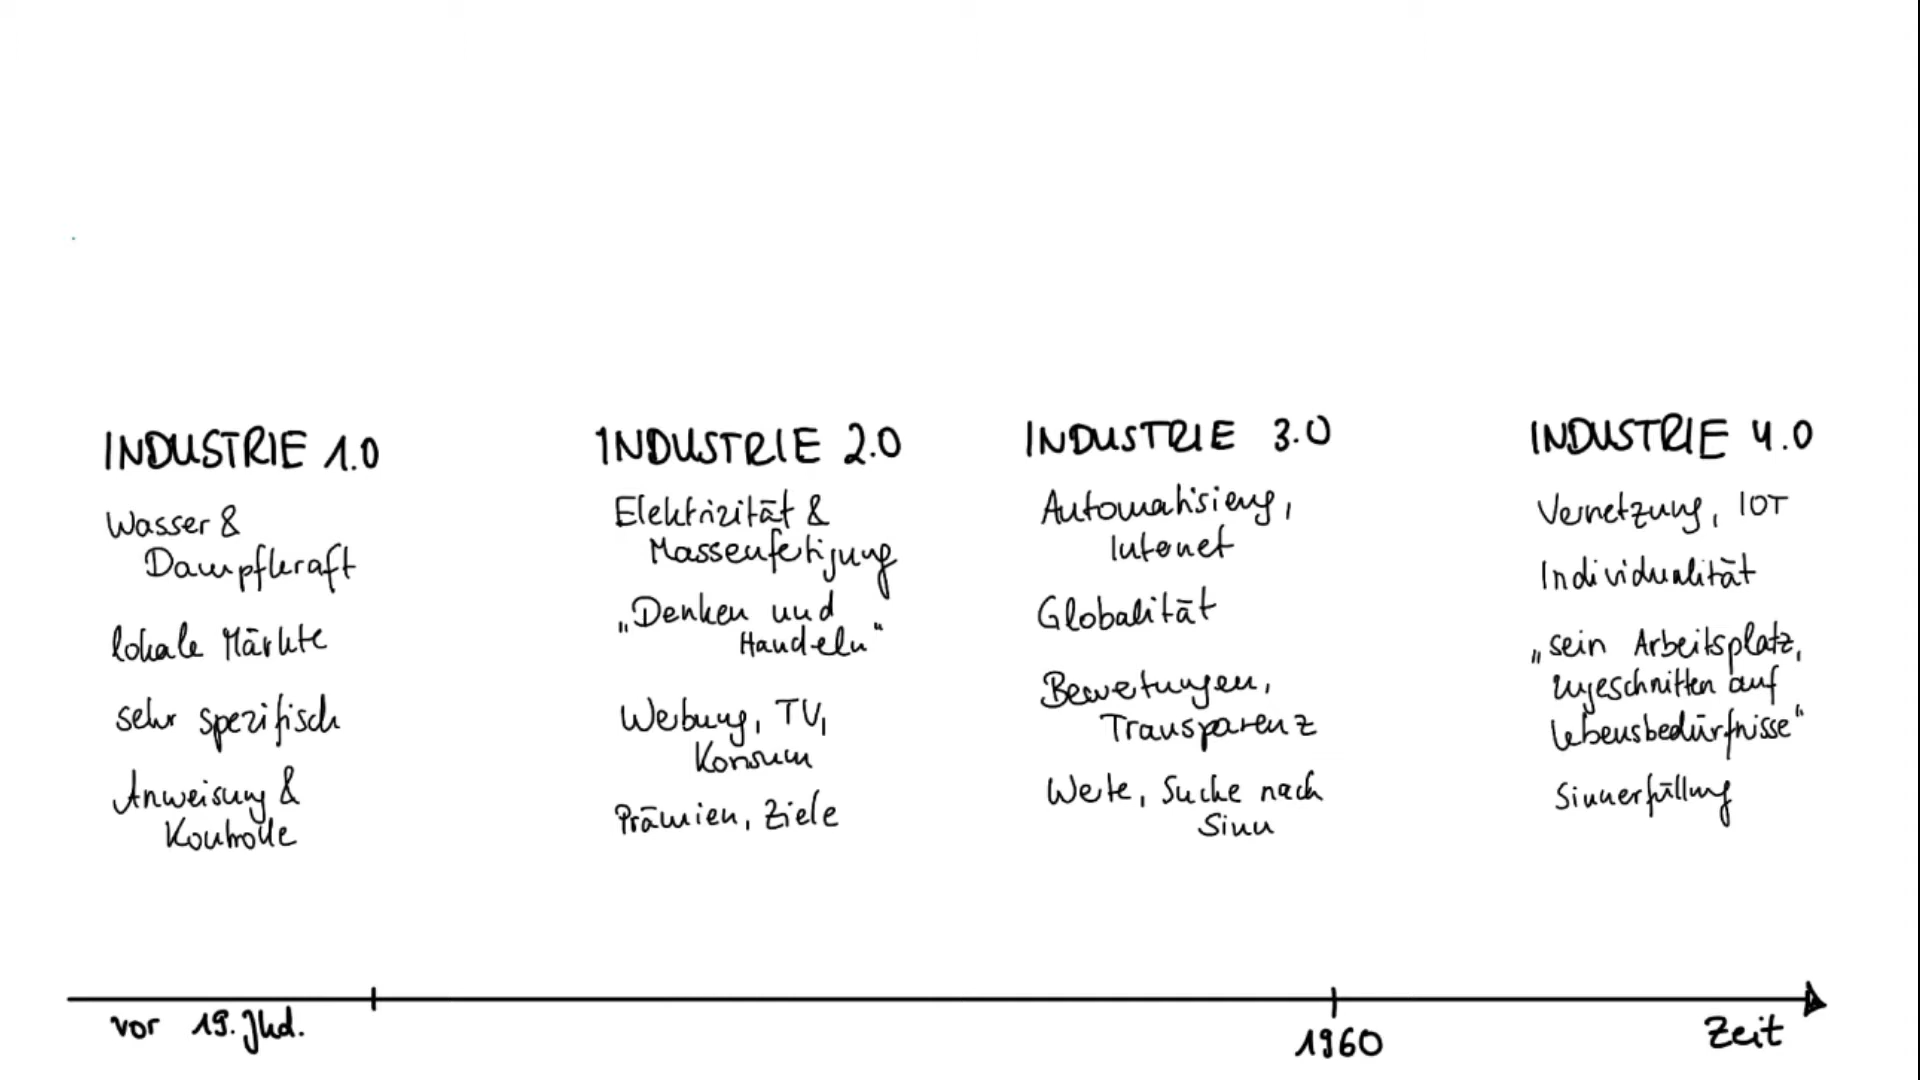 INDUSTRIE 1.0
Wasser &
Dampfkraft
lokale Märkte
sehr spezifisch
Anweisung &
Kontrolle
INDUSTRIE 2.0
Elektrizität &
Massenfertigung
„Denken und
Handeln“
Werbung, TV,
Konsum
Prämien, Ziele
INDUSTRIE 3.0
Automatisierung,
Internet
Globalität
Bewertungen,
Transparenz
Werte, Suche nach
Sinn
INDUSTRIE 4.0
Vernetzung, IOT
Individualität
„sein Arbeitsplatz,
zugeschnitten auf
Lebensbedürfnisse“
Sinnerfüllung
vor 19. Jhd.
1960
Zeit